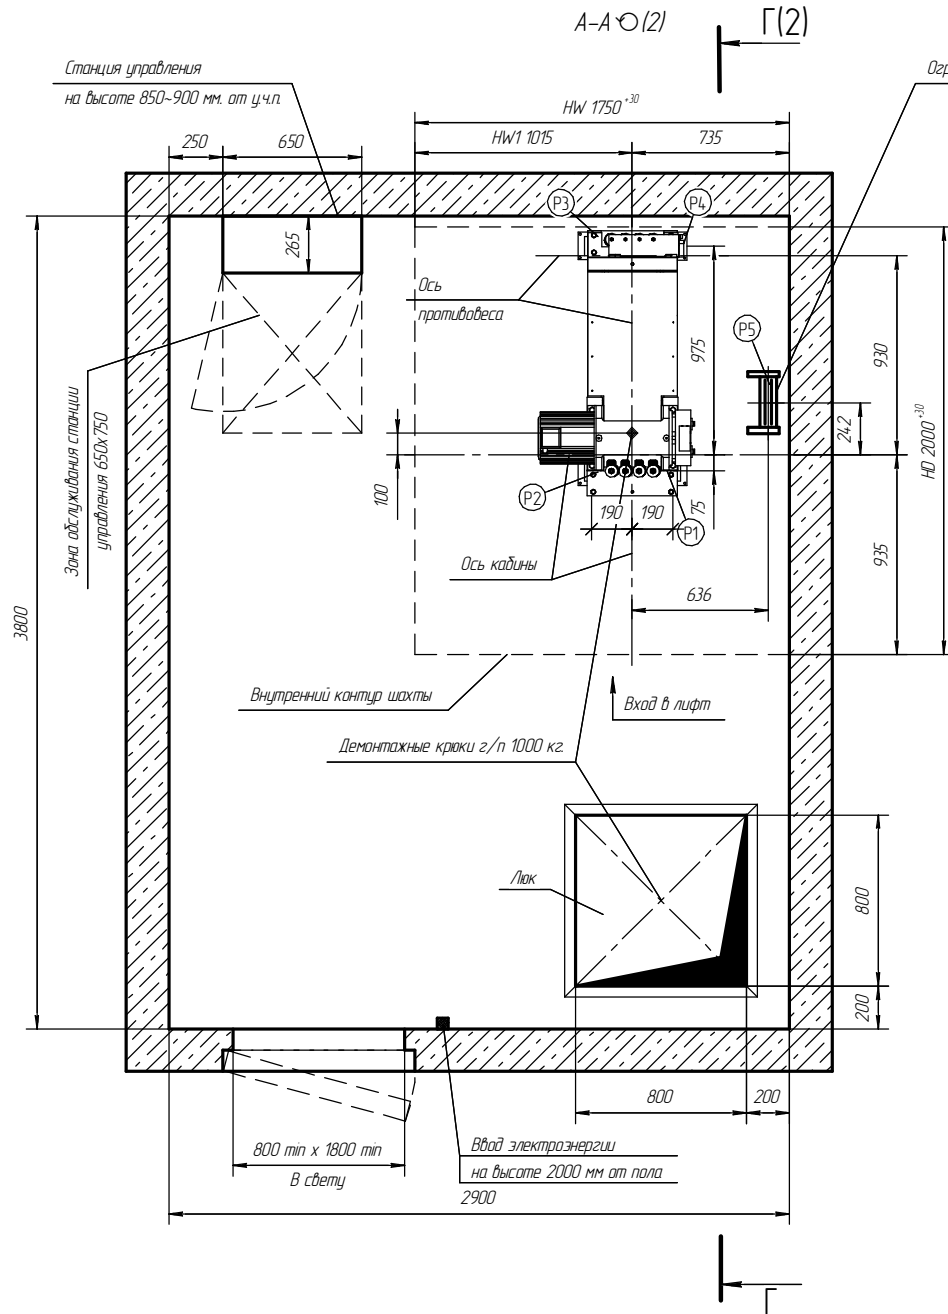 А-А (2)
Г(2)
Станция управления
на высоте 850~900 мм. от у.ч.п.
Огр
HW 1750 +30
250
650
HW1 1015
735
P3
P4
265
Ось
противовеса
975
P5
930
242
HD 2000 +30
Зона обслуживания станции
управления 650х750
100
P2
190
190
75
P1
935
Ось кабины
636
3800
Внутренний контур шахты
Вход в лифт
Демонтажные крюки г/п 1000 кг.
Люк
800
200
800
200
800 min x 1800 min
В свету
Ввод электроэнергии
на высоте 2000 мм от пола
2900
Г